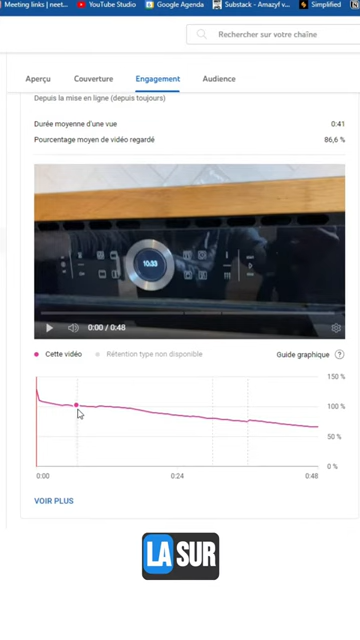 Meeting links | neet... YouTube Studio Google Agenda Substack - Amazyf v... Simplified
Rechercher sur votre chaîne
Aperçu Couverture Engagement Audience
Depuis la mise en ligne (depuis toujours)
Durée moyenne d'une vue 0:41
Pourcentage moyen de vidéo regardé 86,6 %
10:33
0:00 / 0:48
Cette vidéo Rétention type non disponible Guide graphique ?
150 %
100 %
50 %
0 %
0:00 0:24 0:48
VOIR PLUS
LA SUR